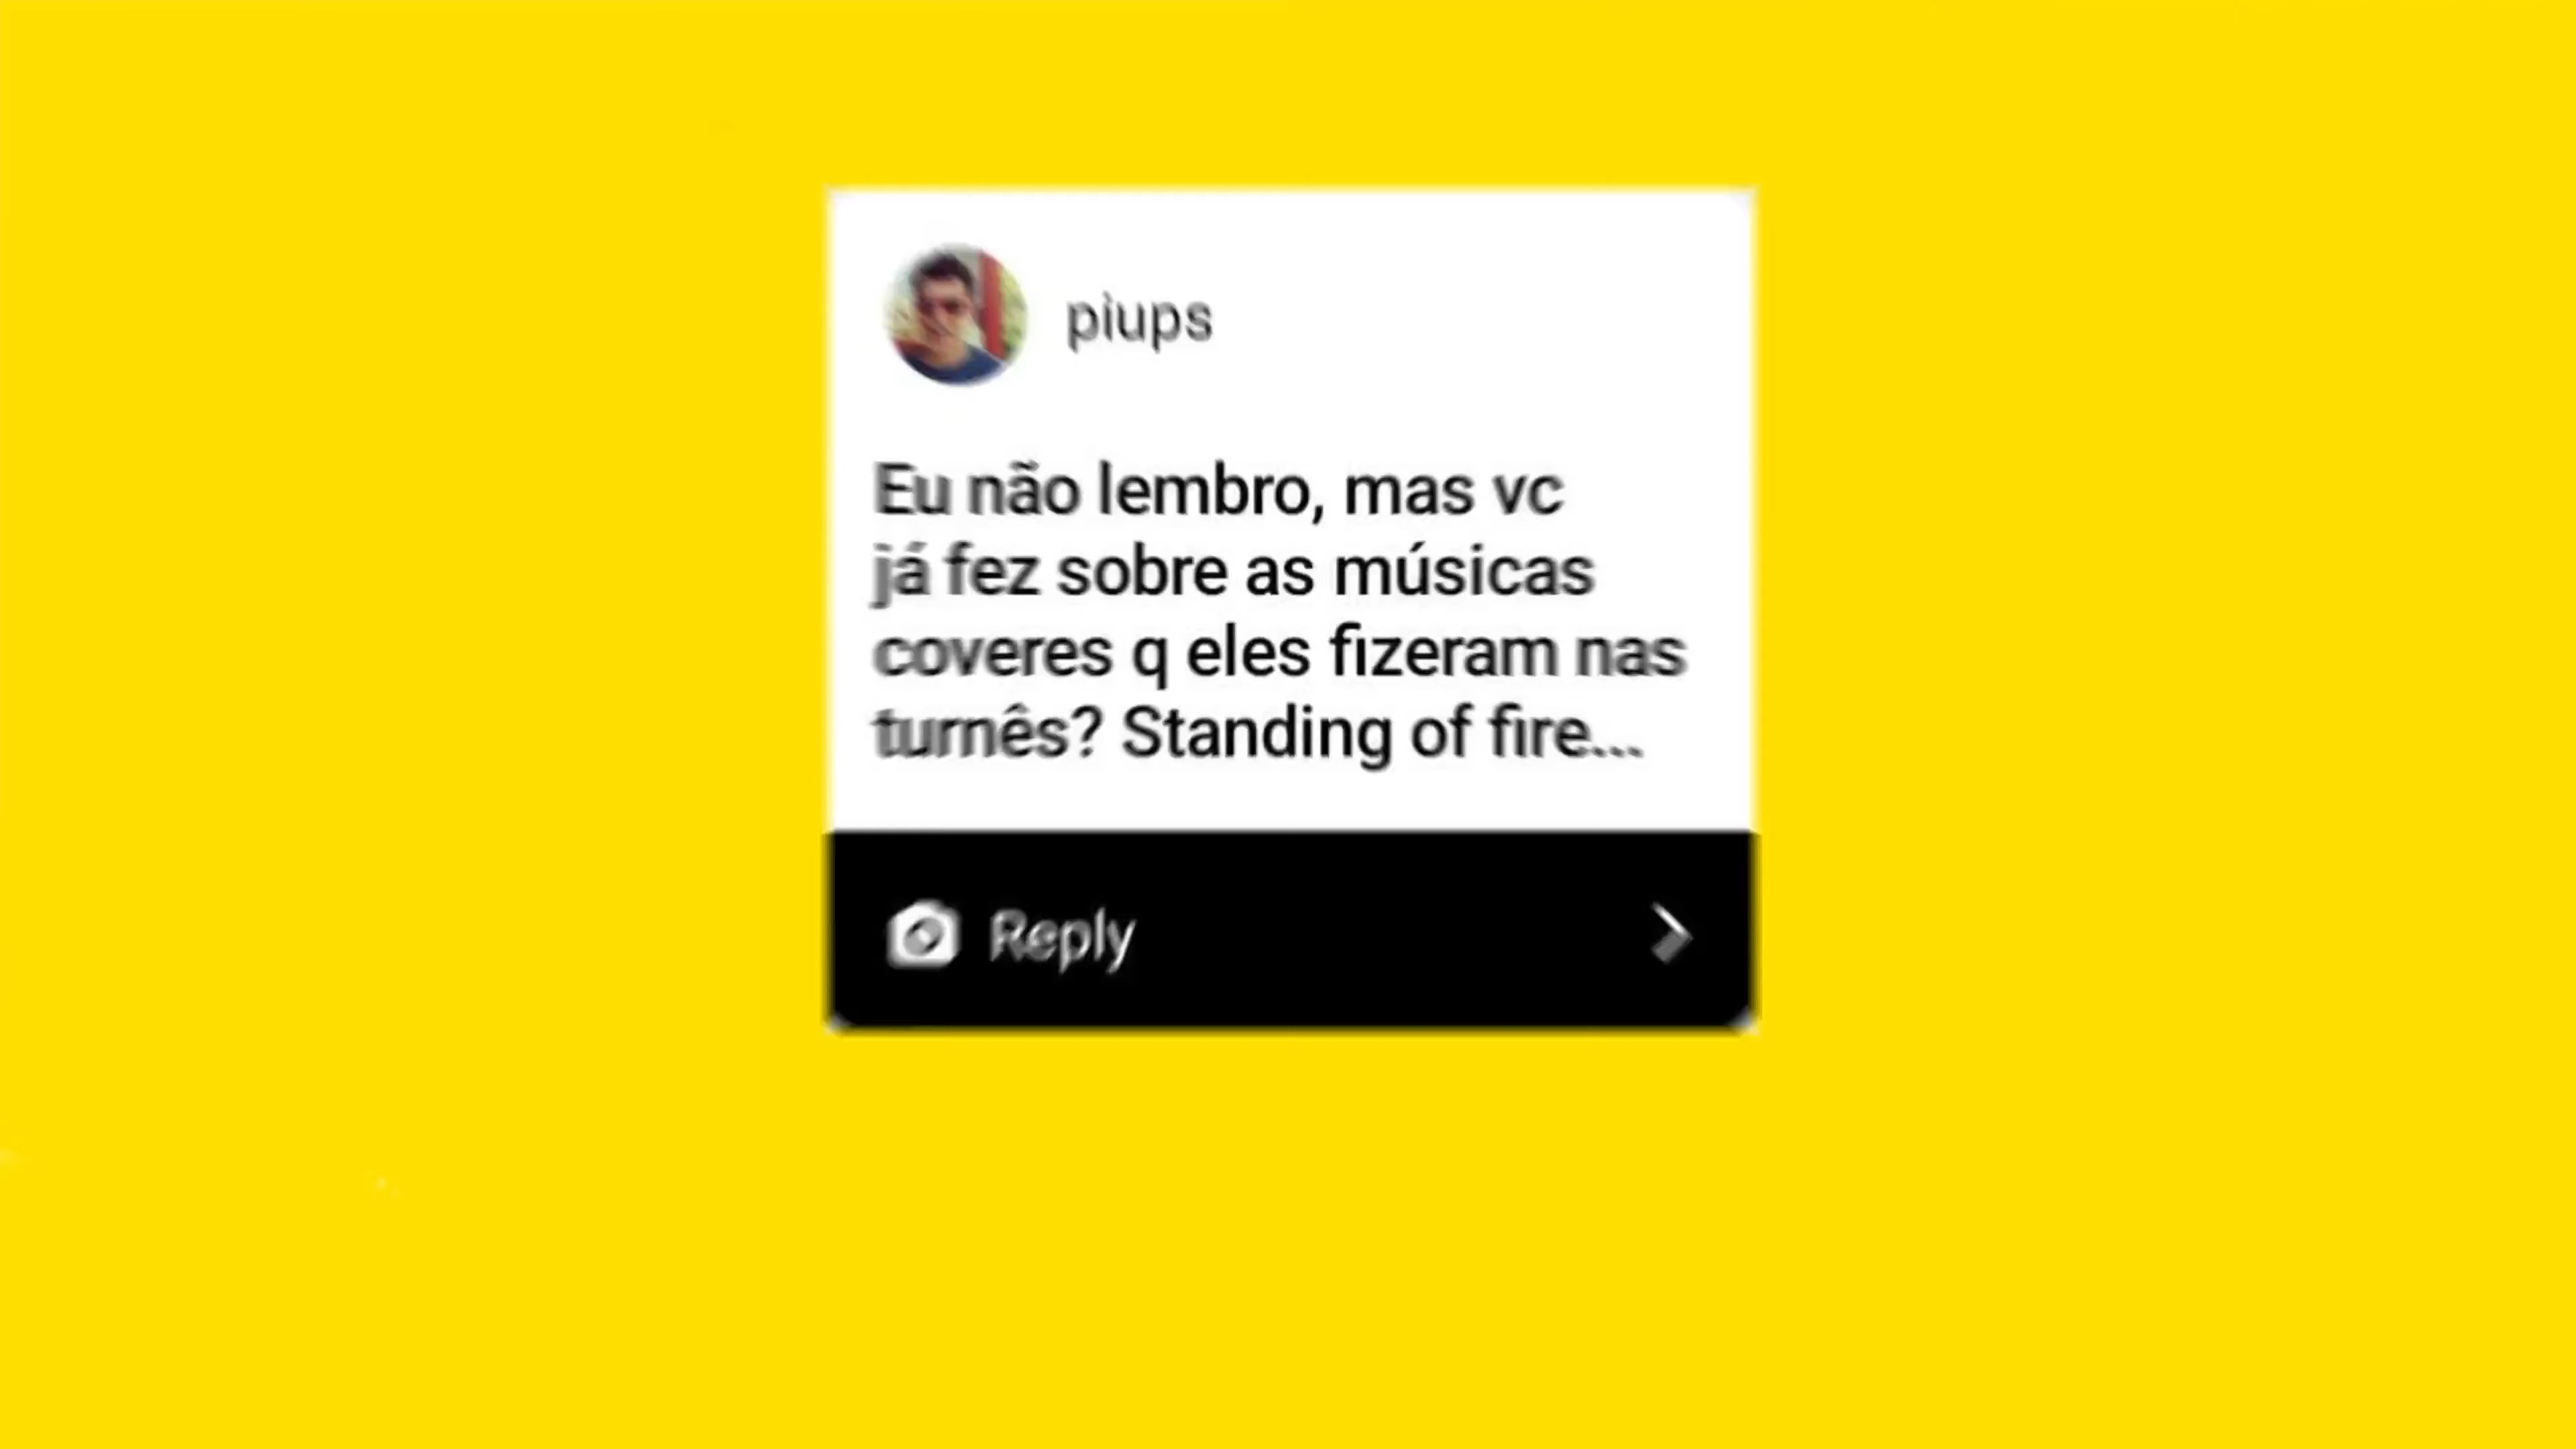 piups
Eu não lembro, mas vc
já fez sobre as músicas
coveres q eles fizeram nas
turnês? Standing of fire...
Reply